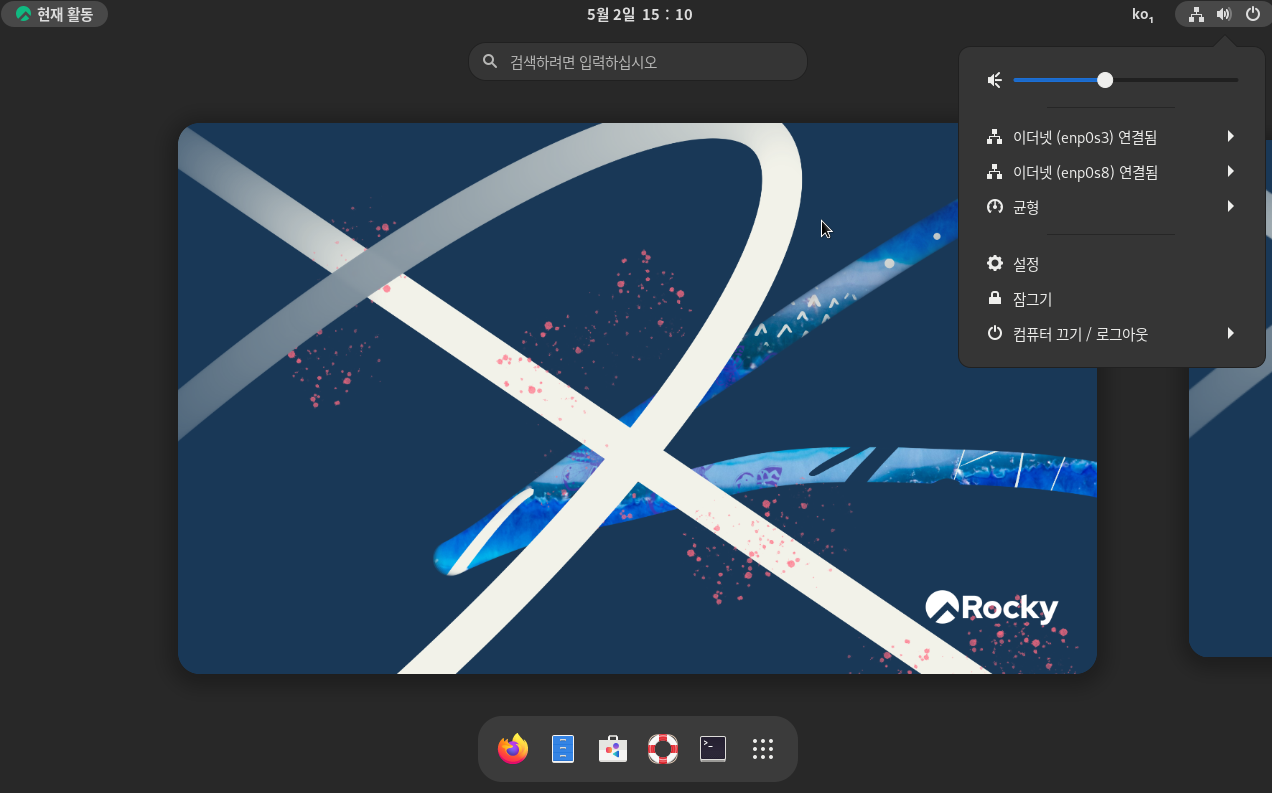 현재 활동
5월 2일 15 : 10
ko₁
검색하려면 입력하십시오
이더넷 (enp0s3) 연결됨
이더넷 (enp0s8) 연결됨
균형
설정
잠그기
컴퓨터 끄기 / 로그아웃
Rocky